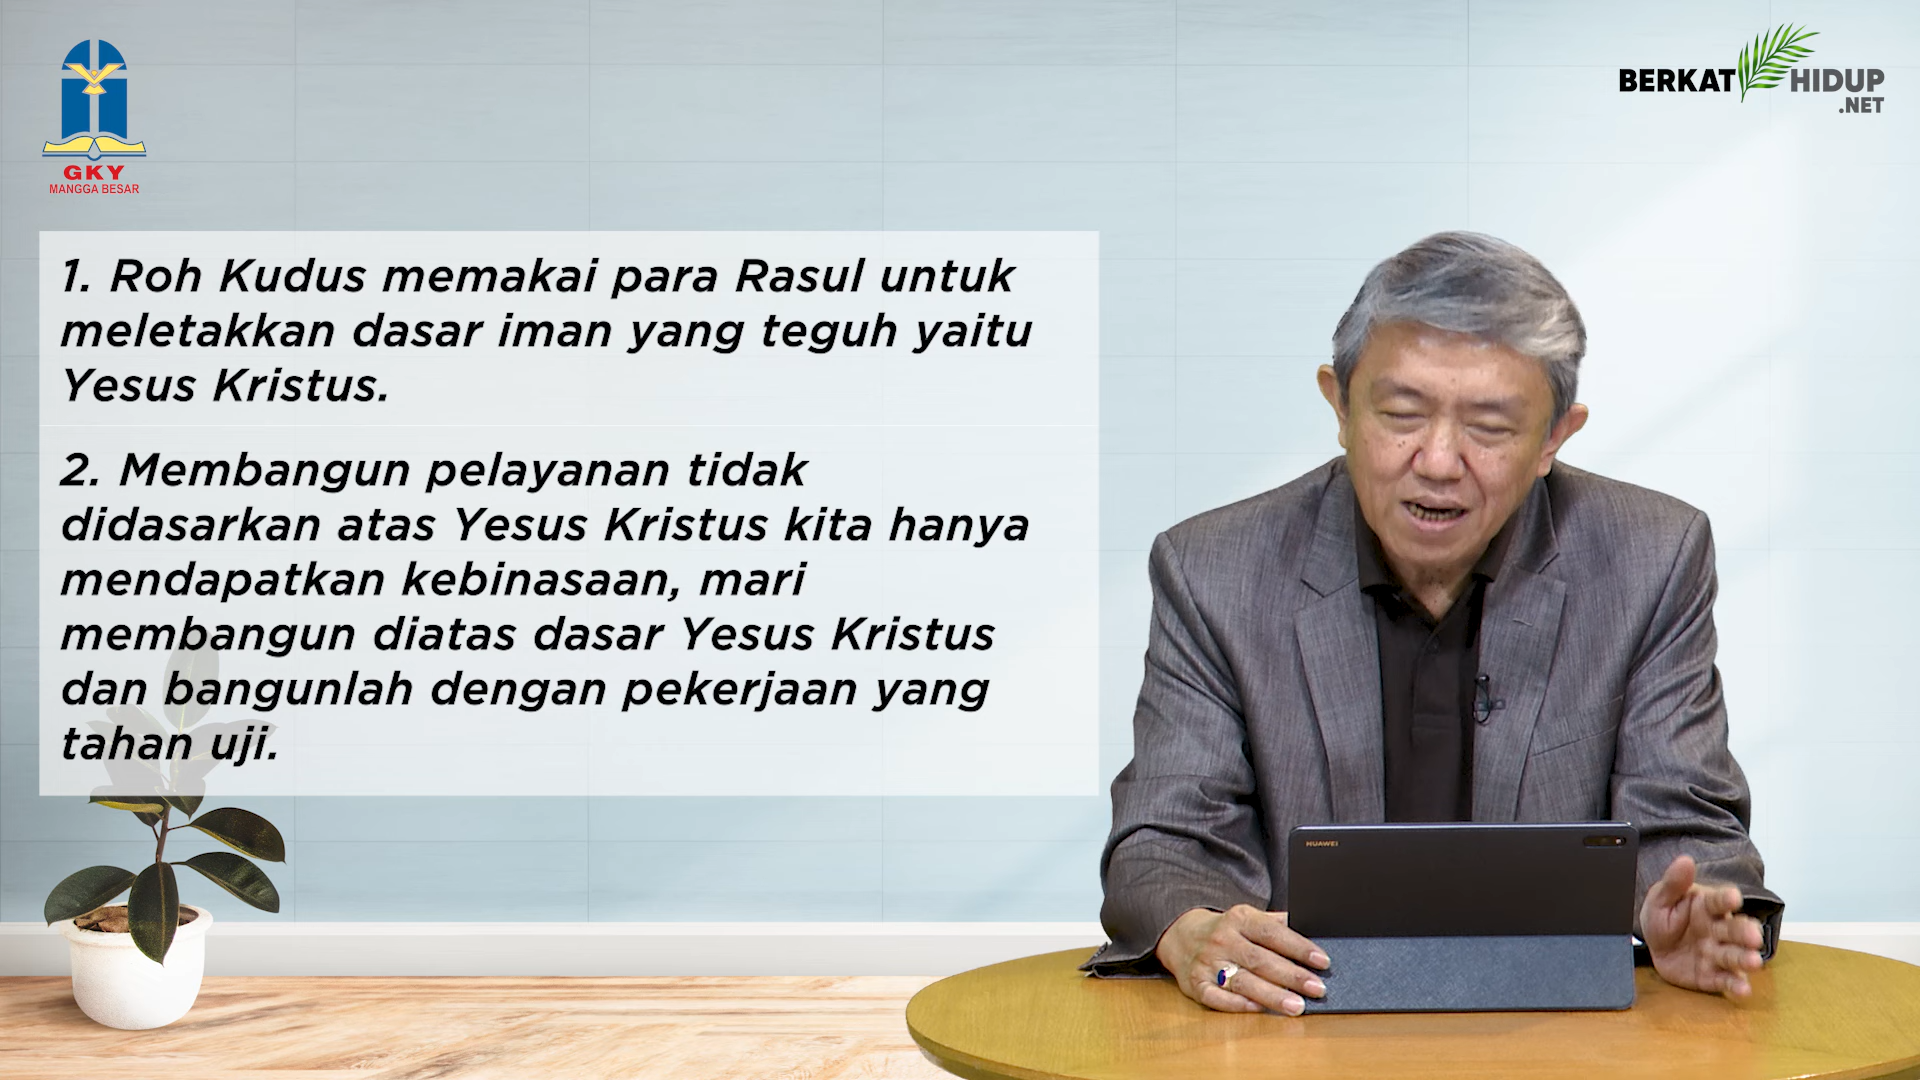 GKY
MANGGA BESAR
BERKAT HIDUP
.NET
1. Roh Kudus memakai para Rasul untuk
meletakkan dasar iman yang teguh yaitu
Yesus Kristus.
2. Membangun pelayanan tidak
didasarkan atas Yesus Kristus kita hanya
mendapatkan kebinasaan, mari
membangun diatas dasar Yesus Kristus
dan bangunlah dengan pekerjaan yang
tahan uji.
HUAWEI